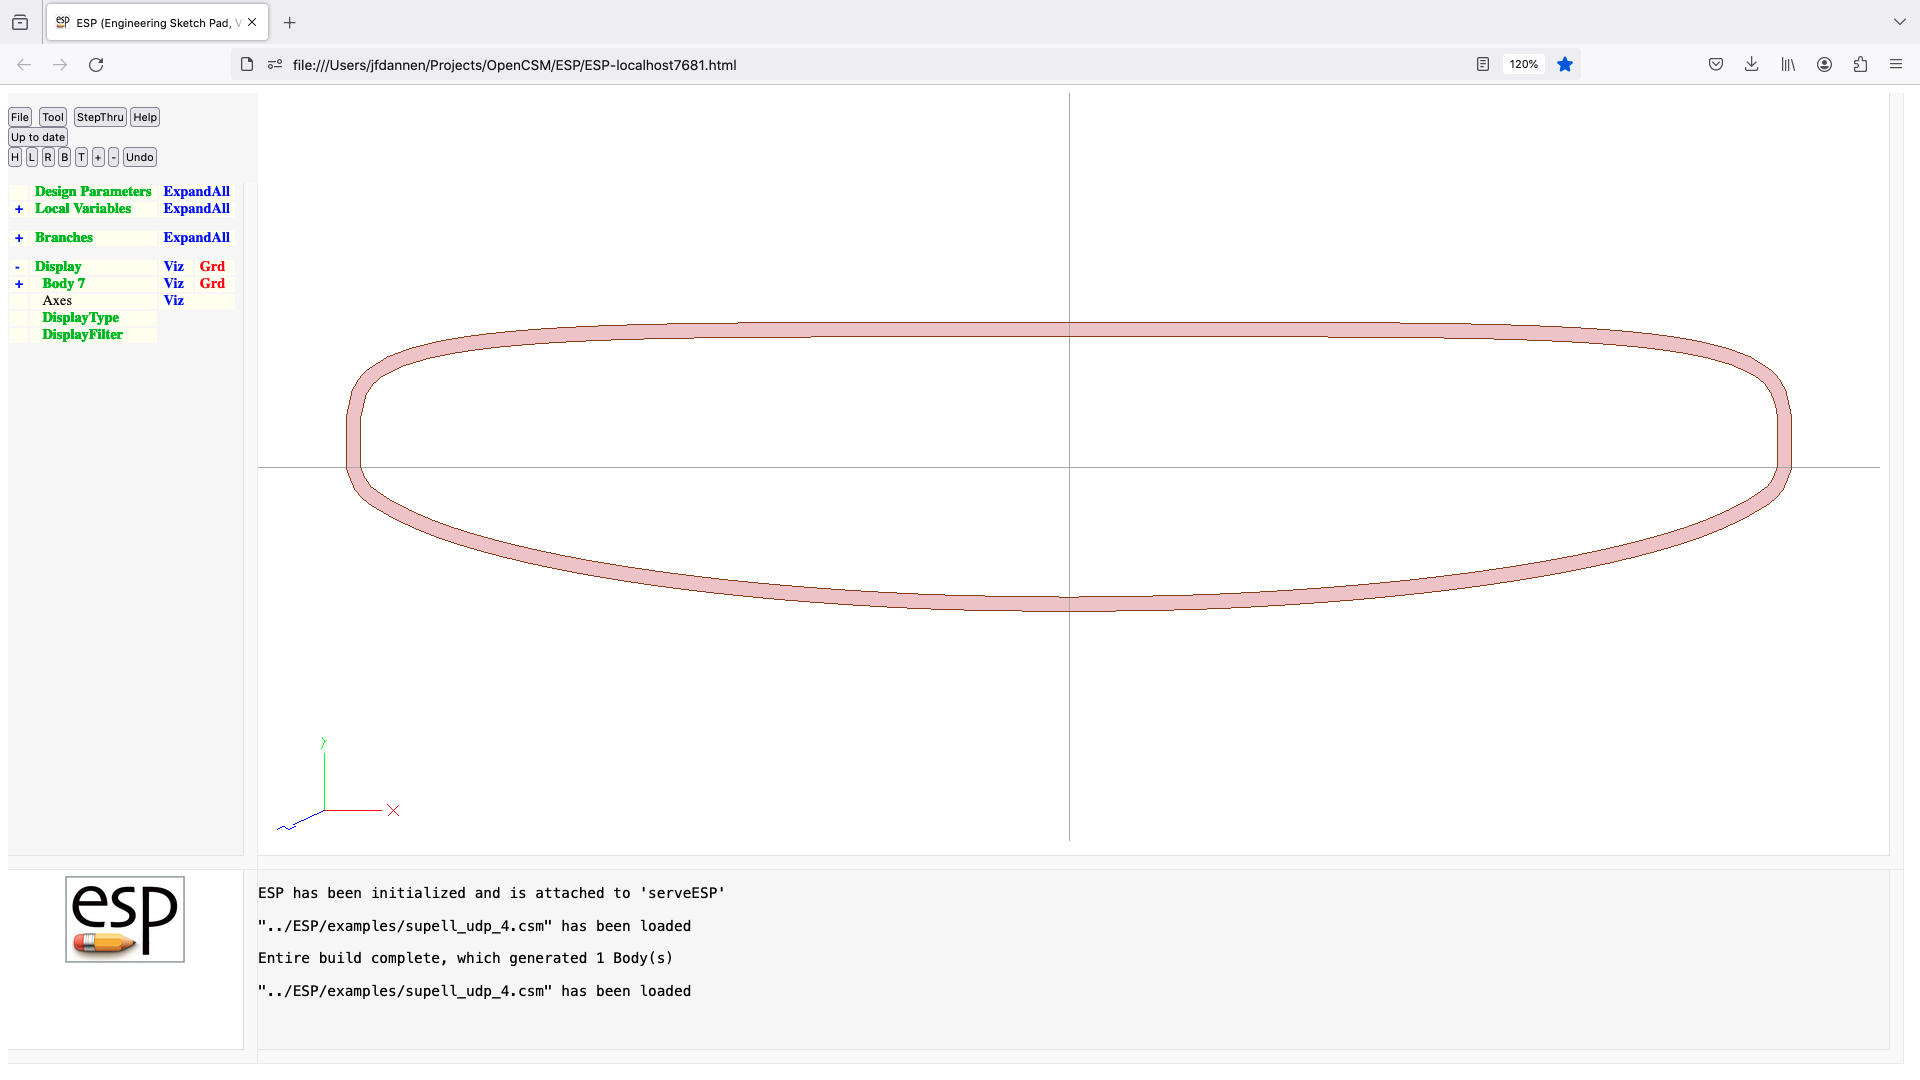 ESP (Engineering Sketch Pad, V
file:///Users/jfdannen/Projects/OpenCSM/ESP/ESP-localhost7681.html
120%
File Tool StepThru Help
Up to date
H L R B T + - Undo
Design Parameters ExpandAll
+ Local Variables ExpandAll
+ Branches ExpandAll
- Display Viz Grd
+ Body 7 Viz Grd
Axes Viz
DisplayType
DisplayFilter
Y
X
Z
esp
ESP has been initialized and is attached to 'serveESP'
"../ESP/examples/supell_udp_4.csm" has been loaded
Entire build complete, which generated 1 Body(s)
"../ESP/examples/supell_udp_4.csm" has been loaded